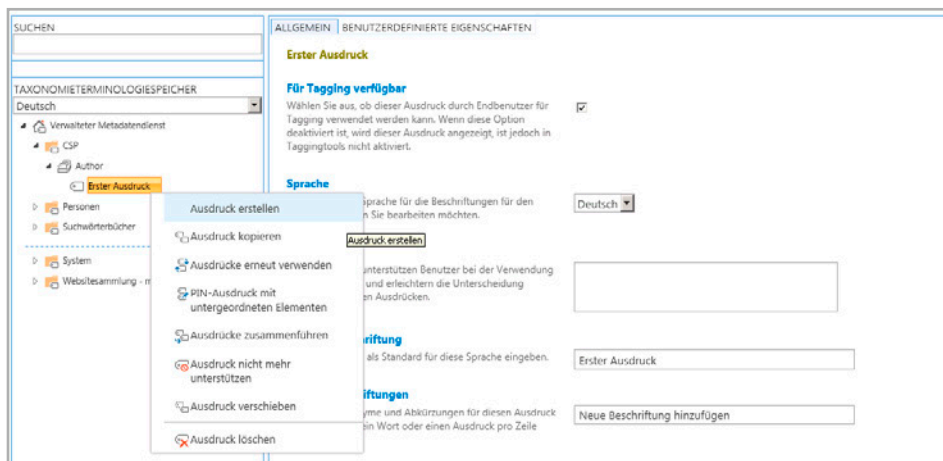 SUCHEN
TAXONOMIETERMINOLOGIESPEICHER
Deutsch
Verwalteter Metadatendienst
CSP
Author
Erster Ausdruck
Personen
Suchwörterbücher
System
Websitesammlung - m
Ausdruck erstellen
Ausdruck kopieren
Ausdrücke erneut verwenden
PIN-Ausdruck mit
untergeordneten Elementen
Ausdrücke zusammenführen
Ausdruck nicht mehr
unterstützen
Ausdruck verschieben
Ausdruck löschen
Ausdruck erstellen
ALLGEMEIN BENUTZERDEFINIERTE EIGENSCHAFTEN
Erster Ausdruck
Für Tagging verfügbar
Wählen Sie aus, ob dieser Ausdruck durch Endbenutzer für
Tagging verwendet werden kann. Wenn diese Option
deaktiviert ist, wird dieser Ausdruck angezeigt, ist jedoch in
Taggingtools nicht aktiviert.
Sprache
Sprache für die Beschriftungen für den
n Sie bearbeiten möchten.
Deutsch
unterstützen Benutzer bei der Verwendung
und erleichtern die Unterscheidung
en Ausdrücken.
riftung
als Standard für diese Sprache eingeben.
Erster Ausdruck
iftungen
yme und Abkürzungen für diesen Ausdruck
ein Wort oder einen Ausdruck pro Zeile
Neue Beschriftung hinzufügen